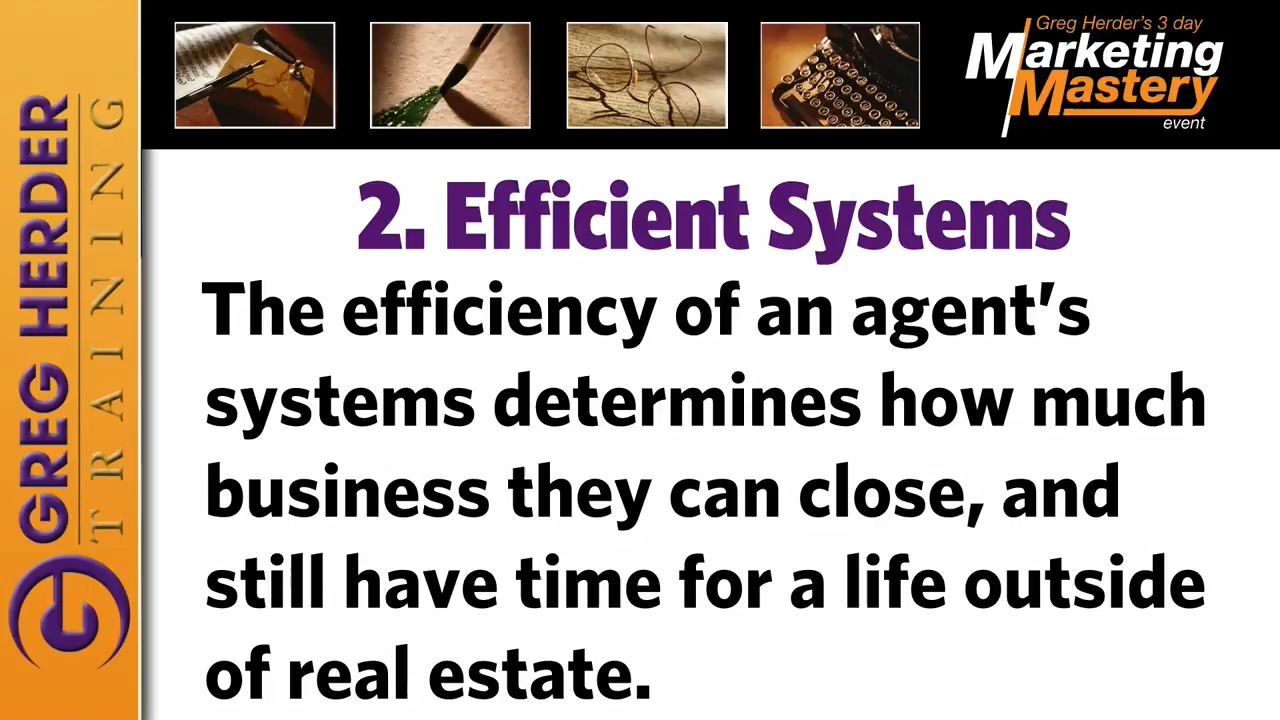 Greg Herder's 3 day
Marketing
Mastery
event
GREG HERDER
TRAINING
2. Efficient Systems
The efficiency of an agent’s
systems determines how much
business they can close, and
still have time for a life outside
of real estate.